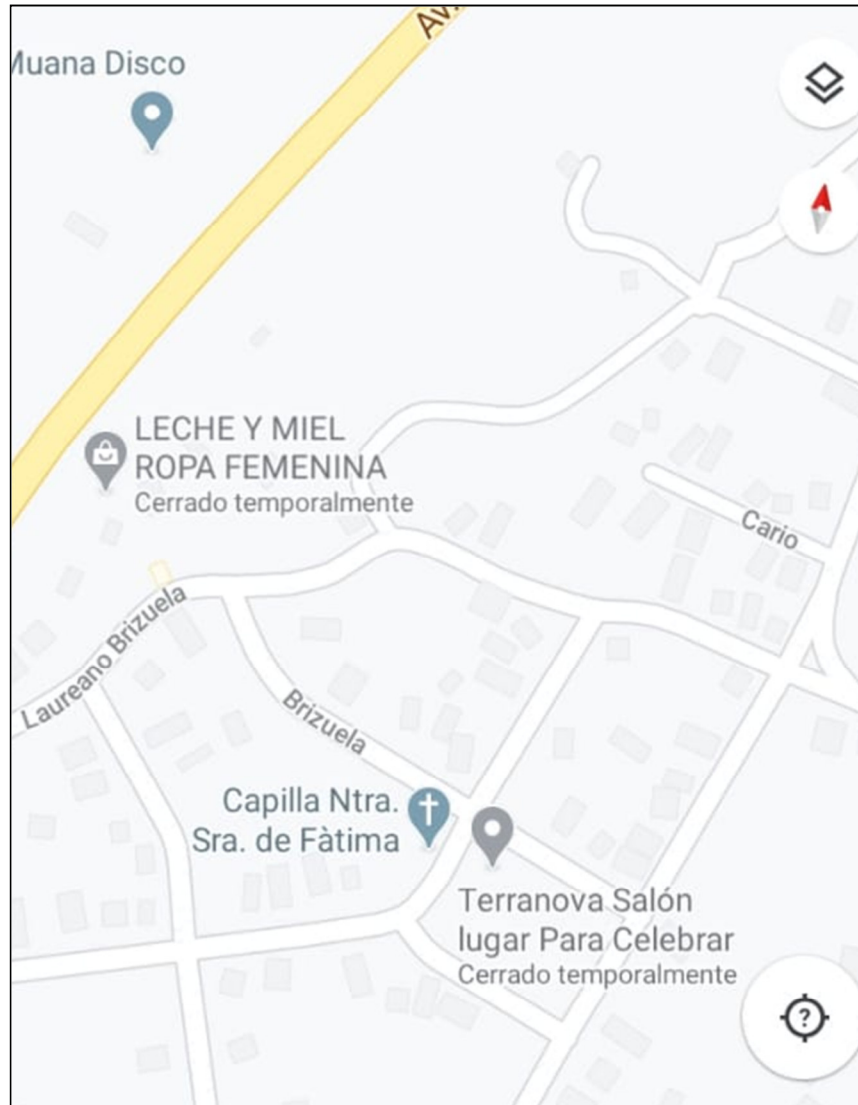 Av.
Muana Disco
LECHE Y MIEL
ROPA FEMENINA
Cerrado temporalmente
Cario
Laureano Brizuela
Brizuela
Capilla Ntra.
Sra. de Fàtima
Terranova Salón
lugar Para Celebrar
Cerrado temporalmente
?